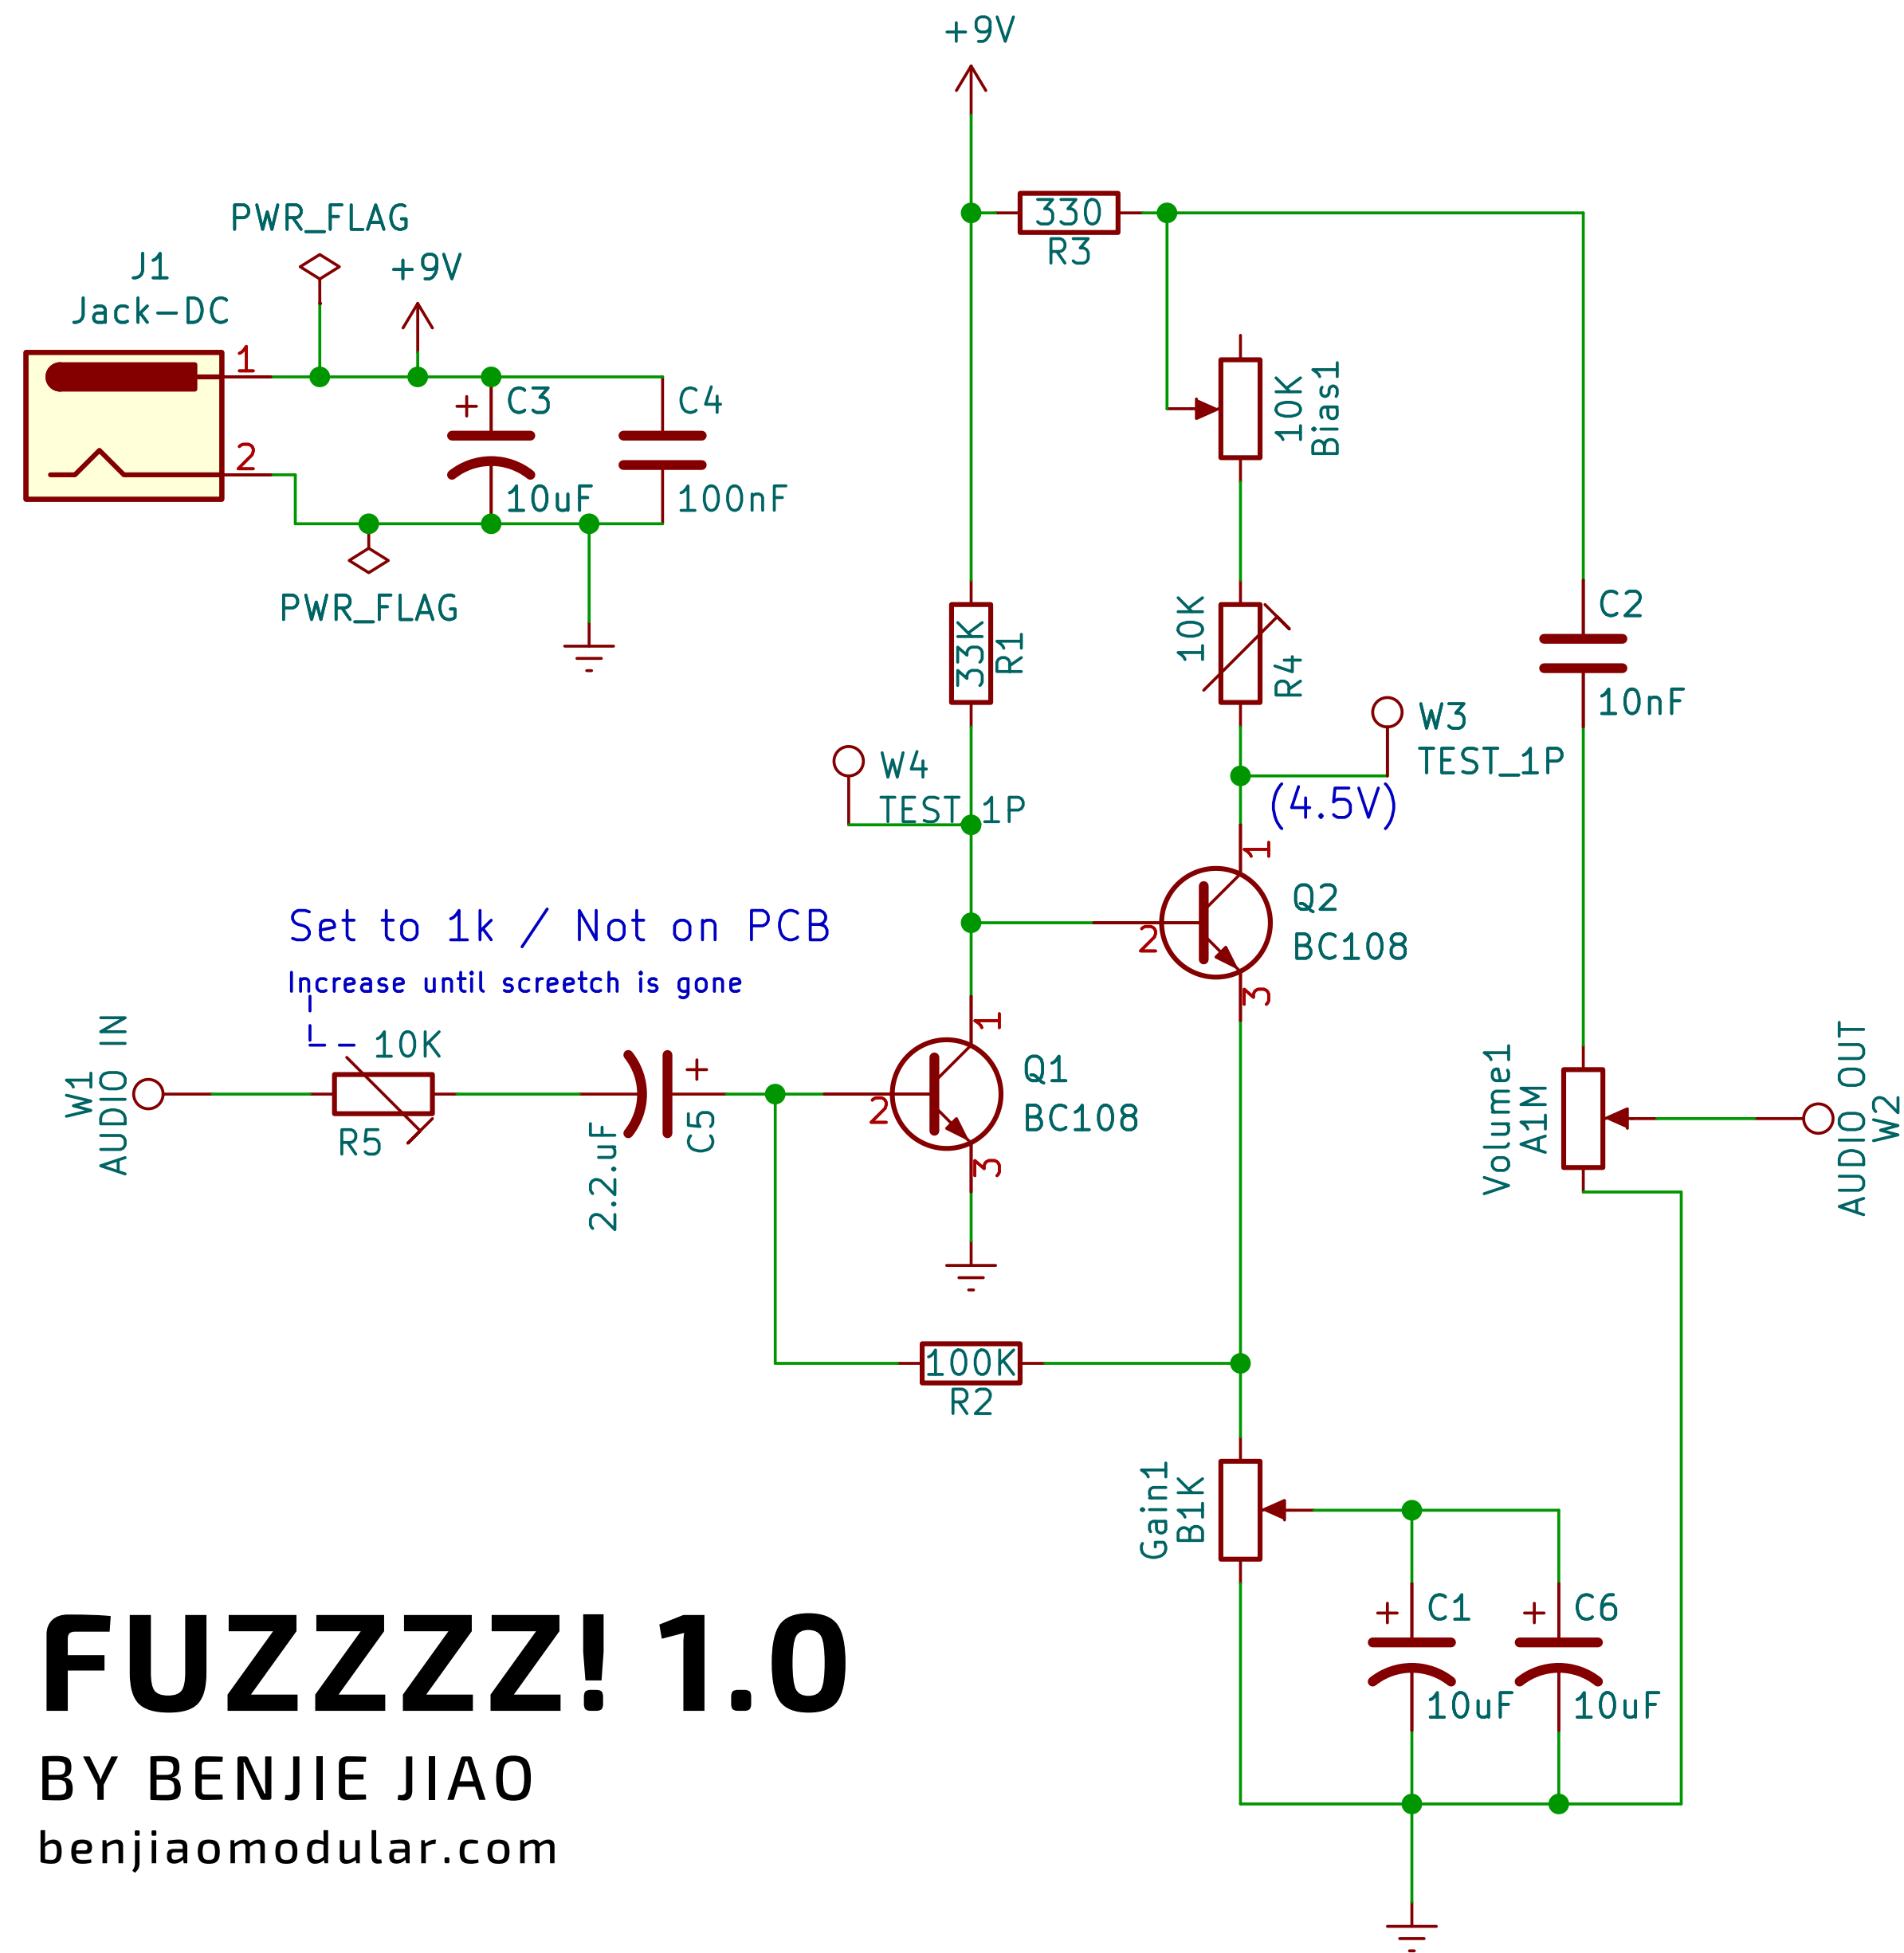 +9V
PWR_FLAG
J1
Jack-DC
+9V
1
2
+
C3
10uF
C4
100nF
PWR_FLAG
330
R3
10K
Bias1
33K
R1
10K
R4
C2
10nF
W4
TEST_1P
W3
TEST_1P
(4.5V)
1
2
3
Q2
BC108
Set to 1k / Not on PCB
Increase until scretch is gone
W1
AUDIO IN
10K
R5
2.2.uF
+
C5
1
2
3
Q1
BC108
Volume1
A1M
AUDIO OUT
W2
100K
R2
Gain1
B1K
+
C1
10uF
+
C6
10uF
FUZZZZ! 1.0
BY BENJIE JIAO
benjiaomodular.com